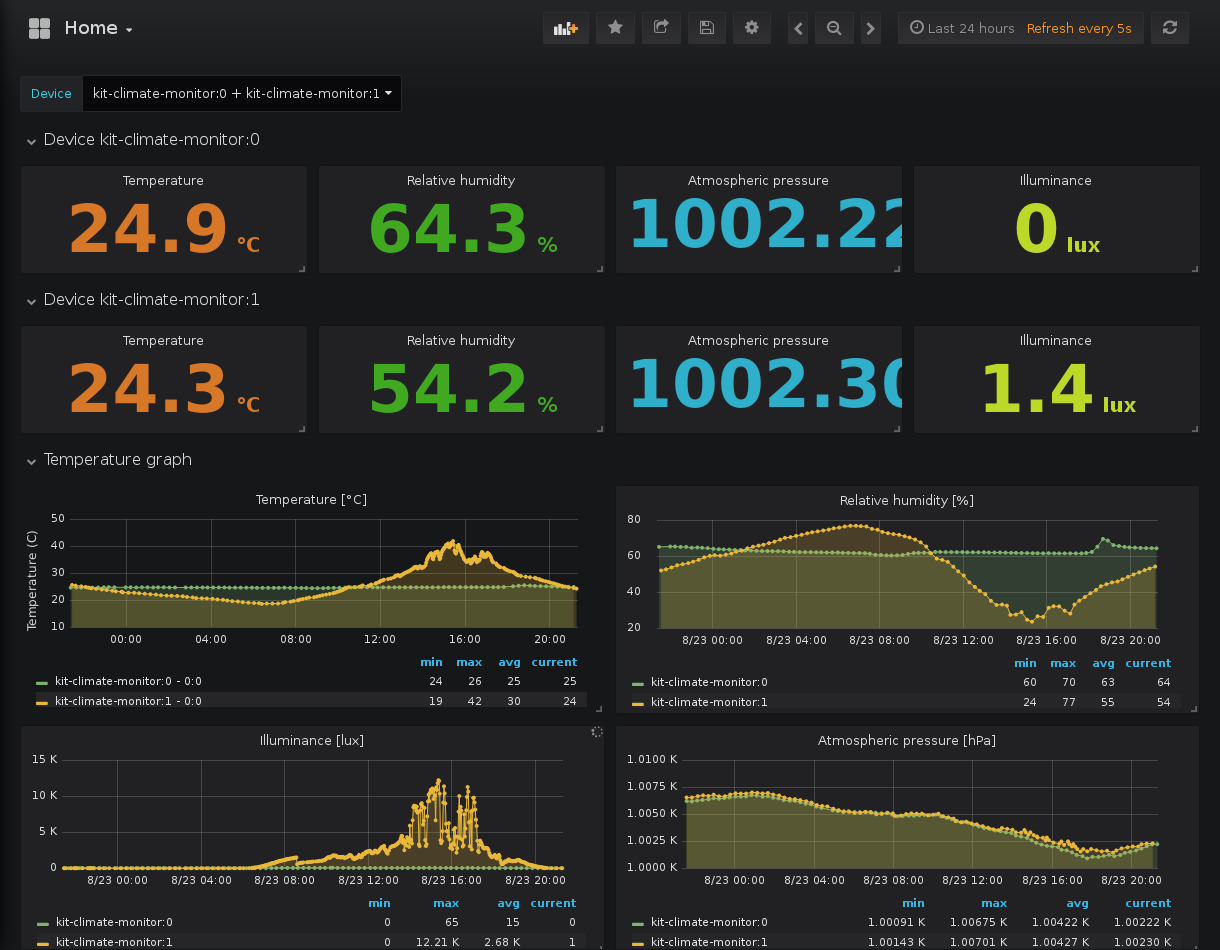 Home
Last 24 hours Refresh every 5s
Device kit-climate-monitor:0 + kit-climate-monitor:1
Device kit-climate-monitor:0
Temperature Relative humidity Atmospheric pressure Illuminance
24.9 °C 64.3 % 1002.22 0 lux
Device kit-climate-monitor:1
Temperature Relative humidity Atmospheric pressure Illuminance
24.3 °C 54.2 % 1002.30 1.4 lux
Temperature graph
Temperature [°C]
Temperature (C)
50
40
30
20
10
00:00 04:00 08:00 12:00 16:00 20:00
min max avg current
kit-climate-monitor:0 - 0:0 24 26 25 25
kit-climate-monitor:1 - 0:0 19 42 30 24
Relative humidity [%]
80
60
40
20
8/23 00:00 8/23 04:00 8/23 08:00 8/23 12:00 8/23 16:00 8/23 20:00
min max avg current
kit-climate-monitor:0 60 70 63 64
kit-climate-monitor:1 24 77 55 54
Illuminance [lux]
15 K
10 K
5 K
0
8/23 00:00 8/23 04:00 8/23 08:00 8/23 12:00 8/23 16:00 8/23 20:00
min max avg current
kit-climate-monitor:0 0 65 15 0
kit-climate-monitor:1 0 12.21 K 2.68 K 1
Atmospheric pressure [hPa]
1.0100 K
1.0075 K
1.0050 K
1.0025 K
1.0000 K
8/23 00:00 8/23 04:00 8/23 08:00 8/23 12:00 8/23 16:00 8/23 20:00
min max avg current
kit-climate-monitor:0 1.00091 K 1.00675 K 1.00422 K 1.00222 K
kit-climate-monitor:1 1.00143 K 1.00701 K 1.00427 K 1.00230 K